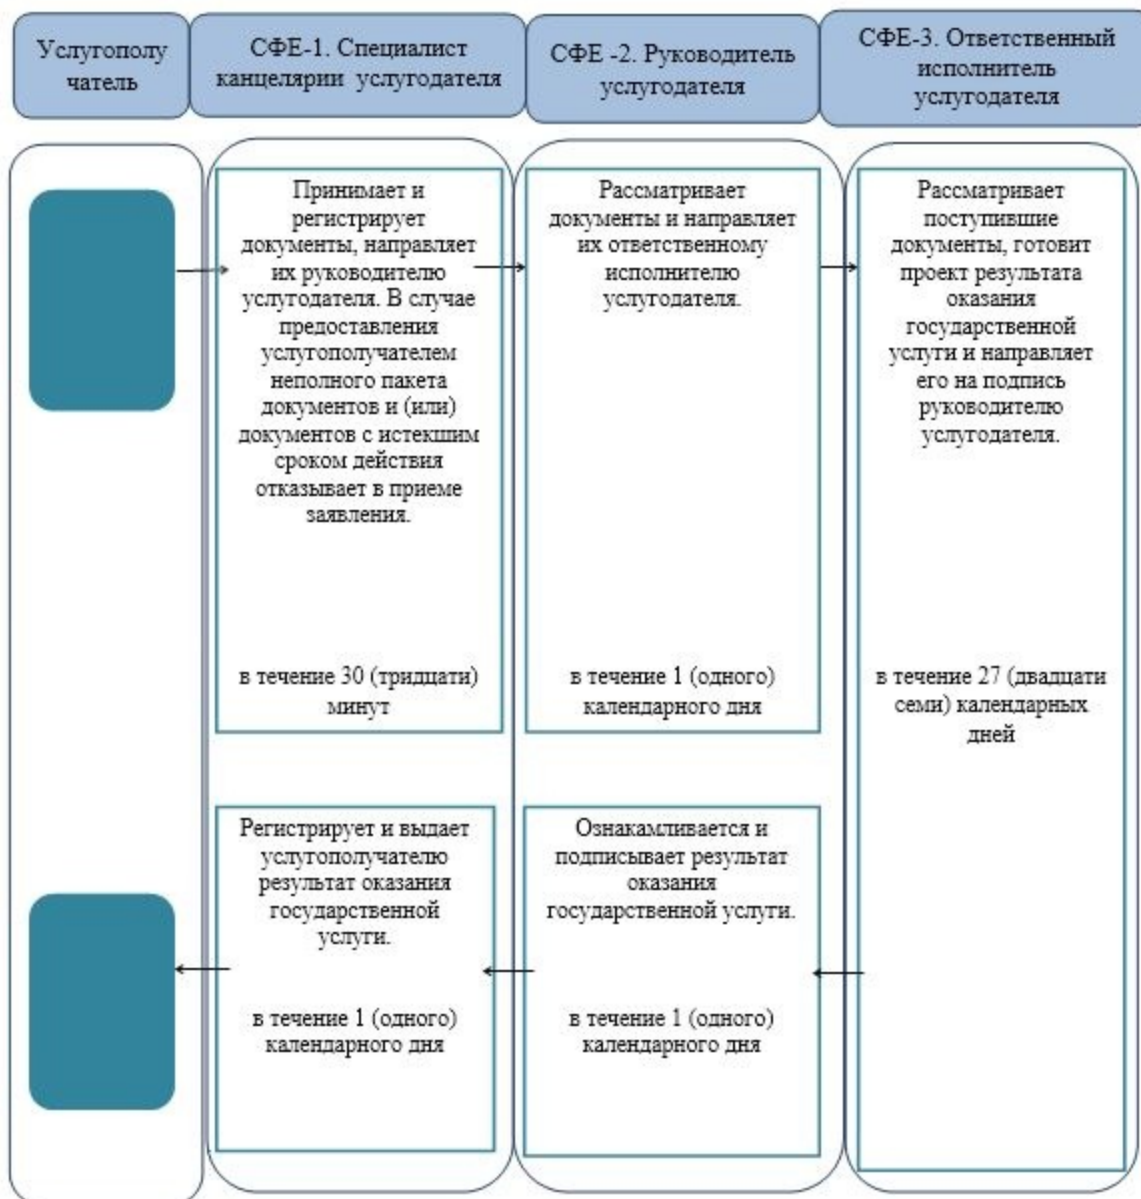 Услугополу
чатель
СФЕ-1. Специалист
канцелярии услугодателя
СФЕ -2. Руководитель
услугодателя
СФЕ-3. Ответственный
исполнитель
услугодателя
Принимает и
регистрирует
документы, направляет
их руководителю
услугодателя. В случае
предоставления
услугополучателем
неполного пакета
документов и (или)
документов с истекшим
сроком действия
отказывает в приеме
заявления.
в течение 30 (тридцати)
минут
Рассматривает
документы и направляет
их ответственному
исполнителю
услугодателя.
в течение 1 (одного)
календарного дня
Рассматривает
поступившие
документы, готовит
проект результата
оказания
государственной
услуги и направляет
его на подпись
руководителю
услугодателя.
в течение 27 (двадцати
семи) календарных
дней
Регистрирует и выдает
услугополучателю
результат оказания
государственной
услуги.
в течение 1 (одного)
календарного дня
Ознакамливается и
подписывает результат
оказания
государственной услуги.
в течение 1 (одного)
календарного дня